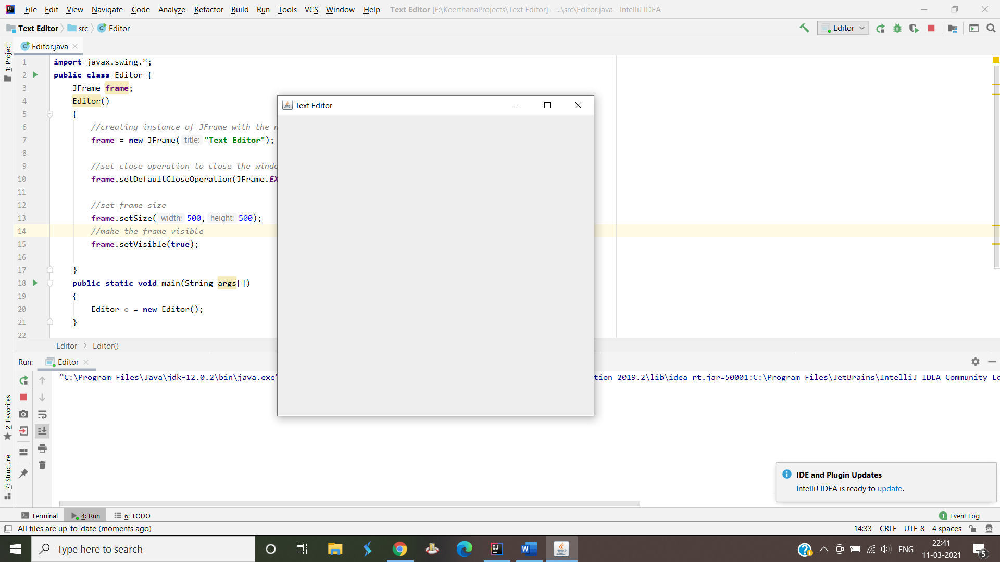 File Edit View Navigate Code Analyze Refactor Build Run Tools VCS Window Help Text Editor [F:\KeerthanaProjects\Text Editor] - ...\src\Editor.java - IntelliJ IDEA
Text Editor src Editor
Editor
1: Project
Editor.java
1 import javax.swing.*;
2 public class Editor {
3 JFrame frame;
4 Editor()
5 {
6 //creating instance of JFrame with the
7 frame = new JFrame( title: "Text Editor");
8
9 //set close operation to close the
10 frame.setDefaultCloseOperation(JFrame.
11
12 //set frame size
13 frame.setSize( width: 500, height: 500);
14 //make the frame visible
15 frame.setVisible(true);
16
17 }
18 public static void main(String args[])
19 {
20 Editor e = new Editor();
21 }
22
Text Editor
Editor Editor()
Run: Editor
"C:\Program Files\Java\jdk-12.0.2\bin\java.exe"
tion 2019.2\lib\idea_rt.jar=50001:C:\Program Files\JetBrains\IntelliJ IDEA Community Ed
2: Favorites
7: Structure
IDE and Plugin Updates
IntelliJ IDEA is ready to update.
Terminal 4: Run 6: TODO
1 Event Log
All files are up-to-date (moments ago)
14:33 CRLF UTF-8 4 spaces
Type here to search
ENG
22:41
11-03-2021
5